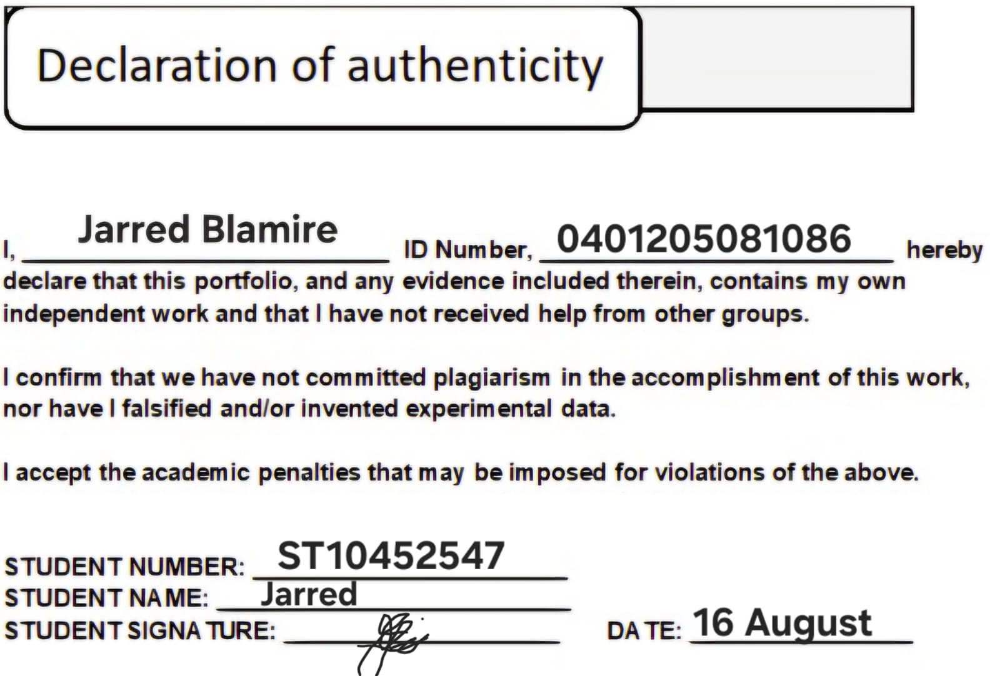 Declaration of authenticity
I, Jarred Blamire ID Number, 0401205081086 hereby
declare that this portfolio, and any evidence included therein, contains my own
independent work and that I have not received help from other groups.
I confirm that we have not committed plagiarism in the accomplishment of this work,
nor have I falsified and/or invented experimental data.
I accept the academic penalties that may be imposed for violations of the above.
STUDENT NUMBER: ST10452547
STUDENT NAME: Jarred
STUDENT SIGNATURE: DATE: 16 August